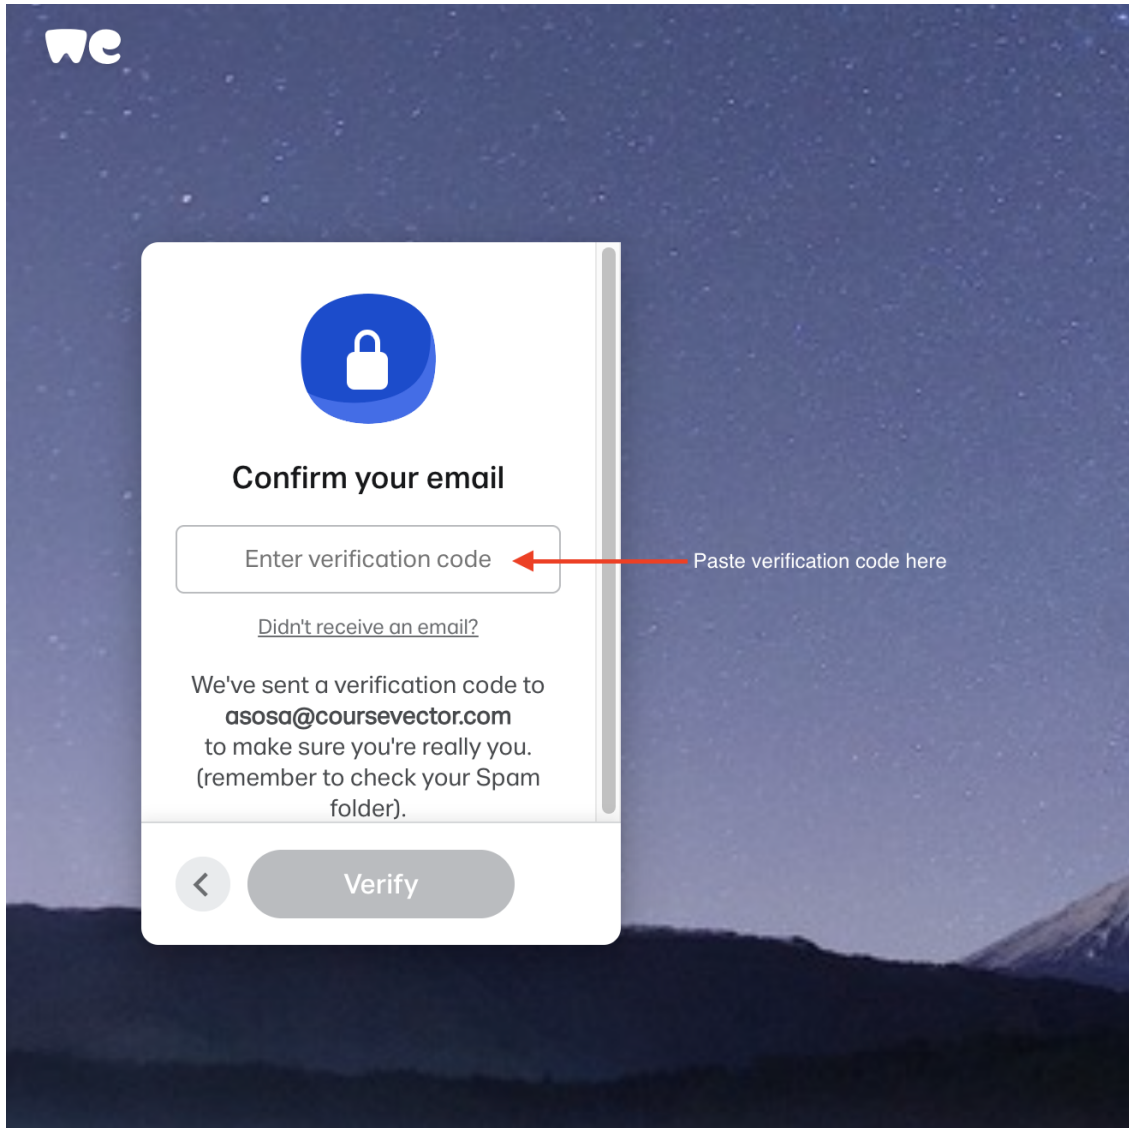 we
Confirm your email
Enter verification code
Paste verification code here
Didn't receive an email?
We've sent a verification code to
asosa@coursevector.com
to make sure you're really you.
(remember to check your Spam
folder).
Verify